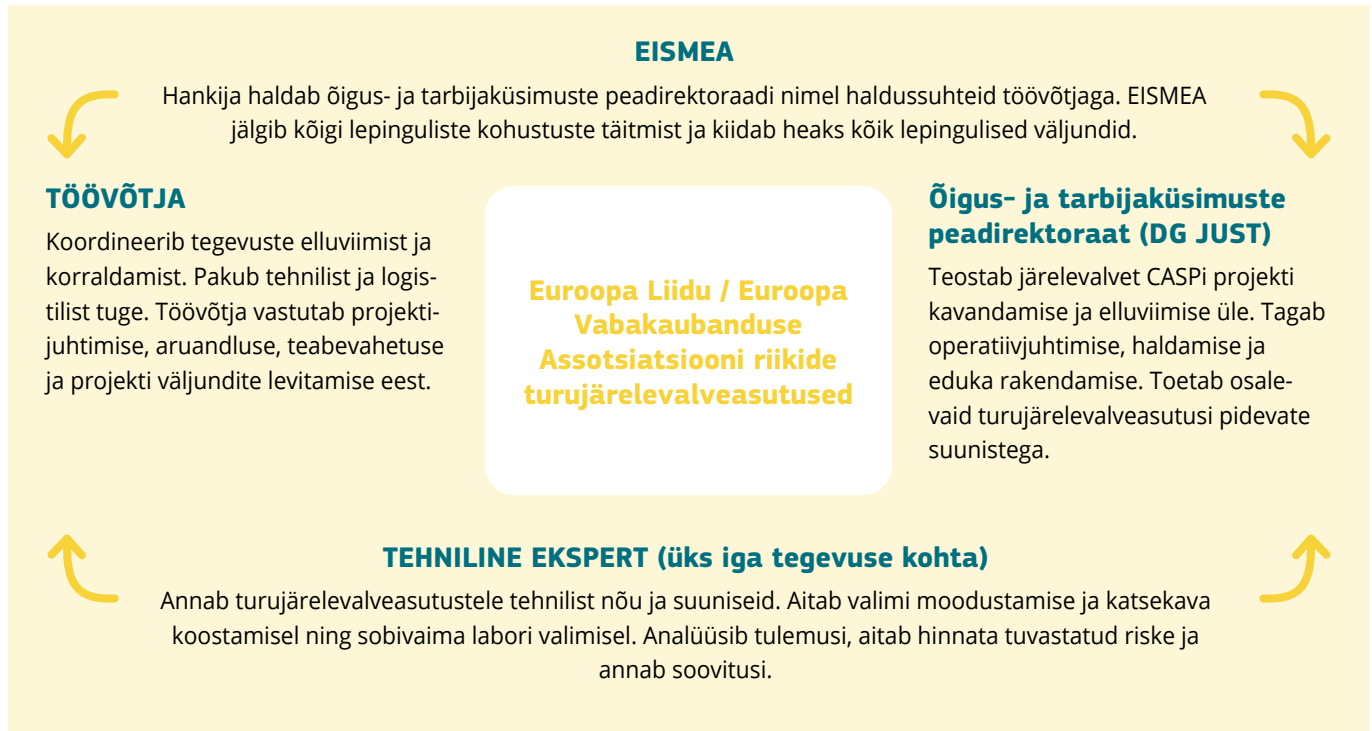 EISMEA
Hankija haldab õigus- ja tarbijaküsimuste peadirektoraadi nimel haldussuhteid töövõtjaga. EISMEA
jälgib kõigi lepinguliste kohustuste täitmist ja kiidab heaks kõik lepingulised väljundid.
TÖÖVÕTJA
Koordineerib tegevuste elluviimist ja
korraldamist. Pakub tehnilist ja logis-
tilist tuge. Töövõtja vastutab projekti-
juhtimise, aruandluse, teabevahetuse
ja projekti väljundite levitamise eest.
Euroopa Liidu / Euroopa
Vabakaubanduse
Assotsiatsiooni riikide
turujärelevalveasutused
Õigus- ja tarbijaküsimuste
peadirektoraat (DG JUST)
Teostab järelevalvet CASPi projekti
kavandamise ja elluviimise üle. Tagab
operatiivjuhtimise, haldamise ja
eduka rakendamise. Toetab osale-
vaid turujärelevalveasutusi pidevate
suunistega.
TEHNILINE EKSPERT (üks iga tegevuse kohta)
Annab turujärelevalveasutustele tehnilist nõu ja suuniseid. Aitab valimi moodustamise ja katsekava
koostamisel ning sobivaima labori valimisel. Analüüsib tulemusi, aitab hinnata tuvastatud riske ja
annab soovitusi.